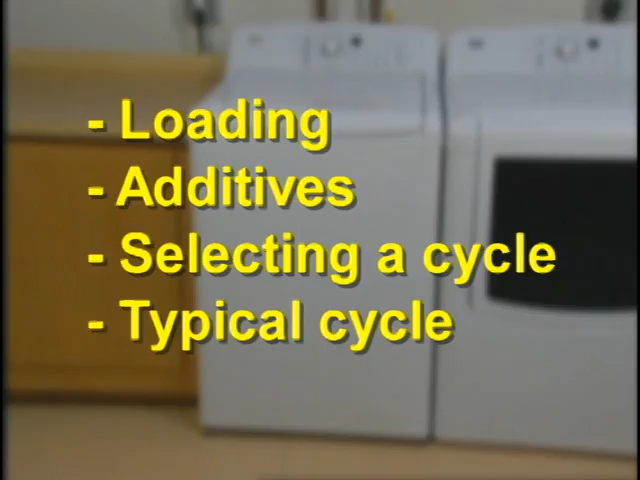 - Loading
- Additives
- Selecting a cycle
- Typical cycle